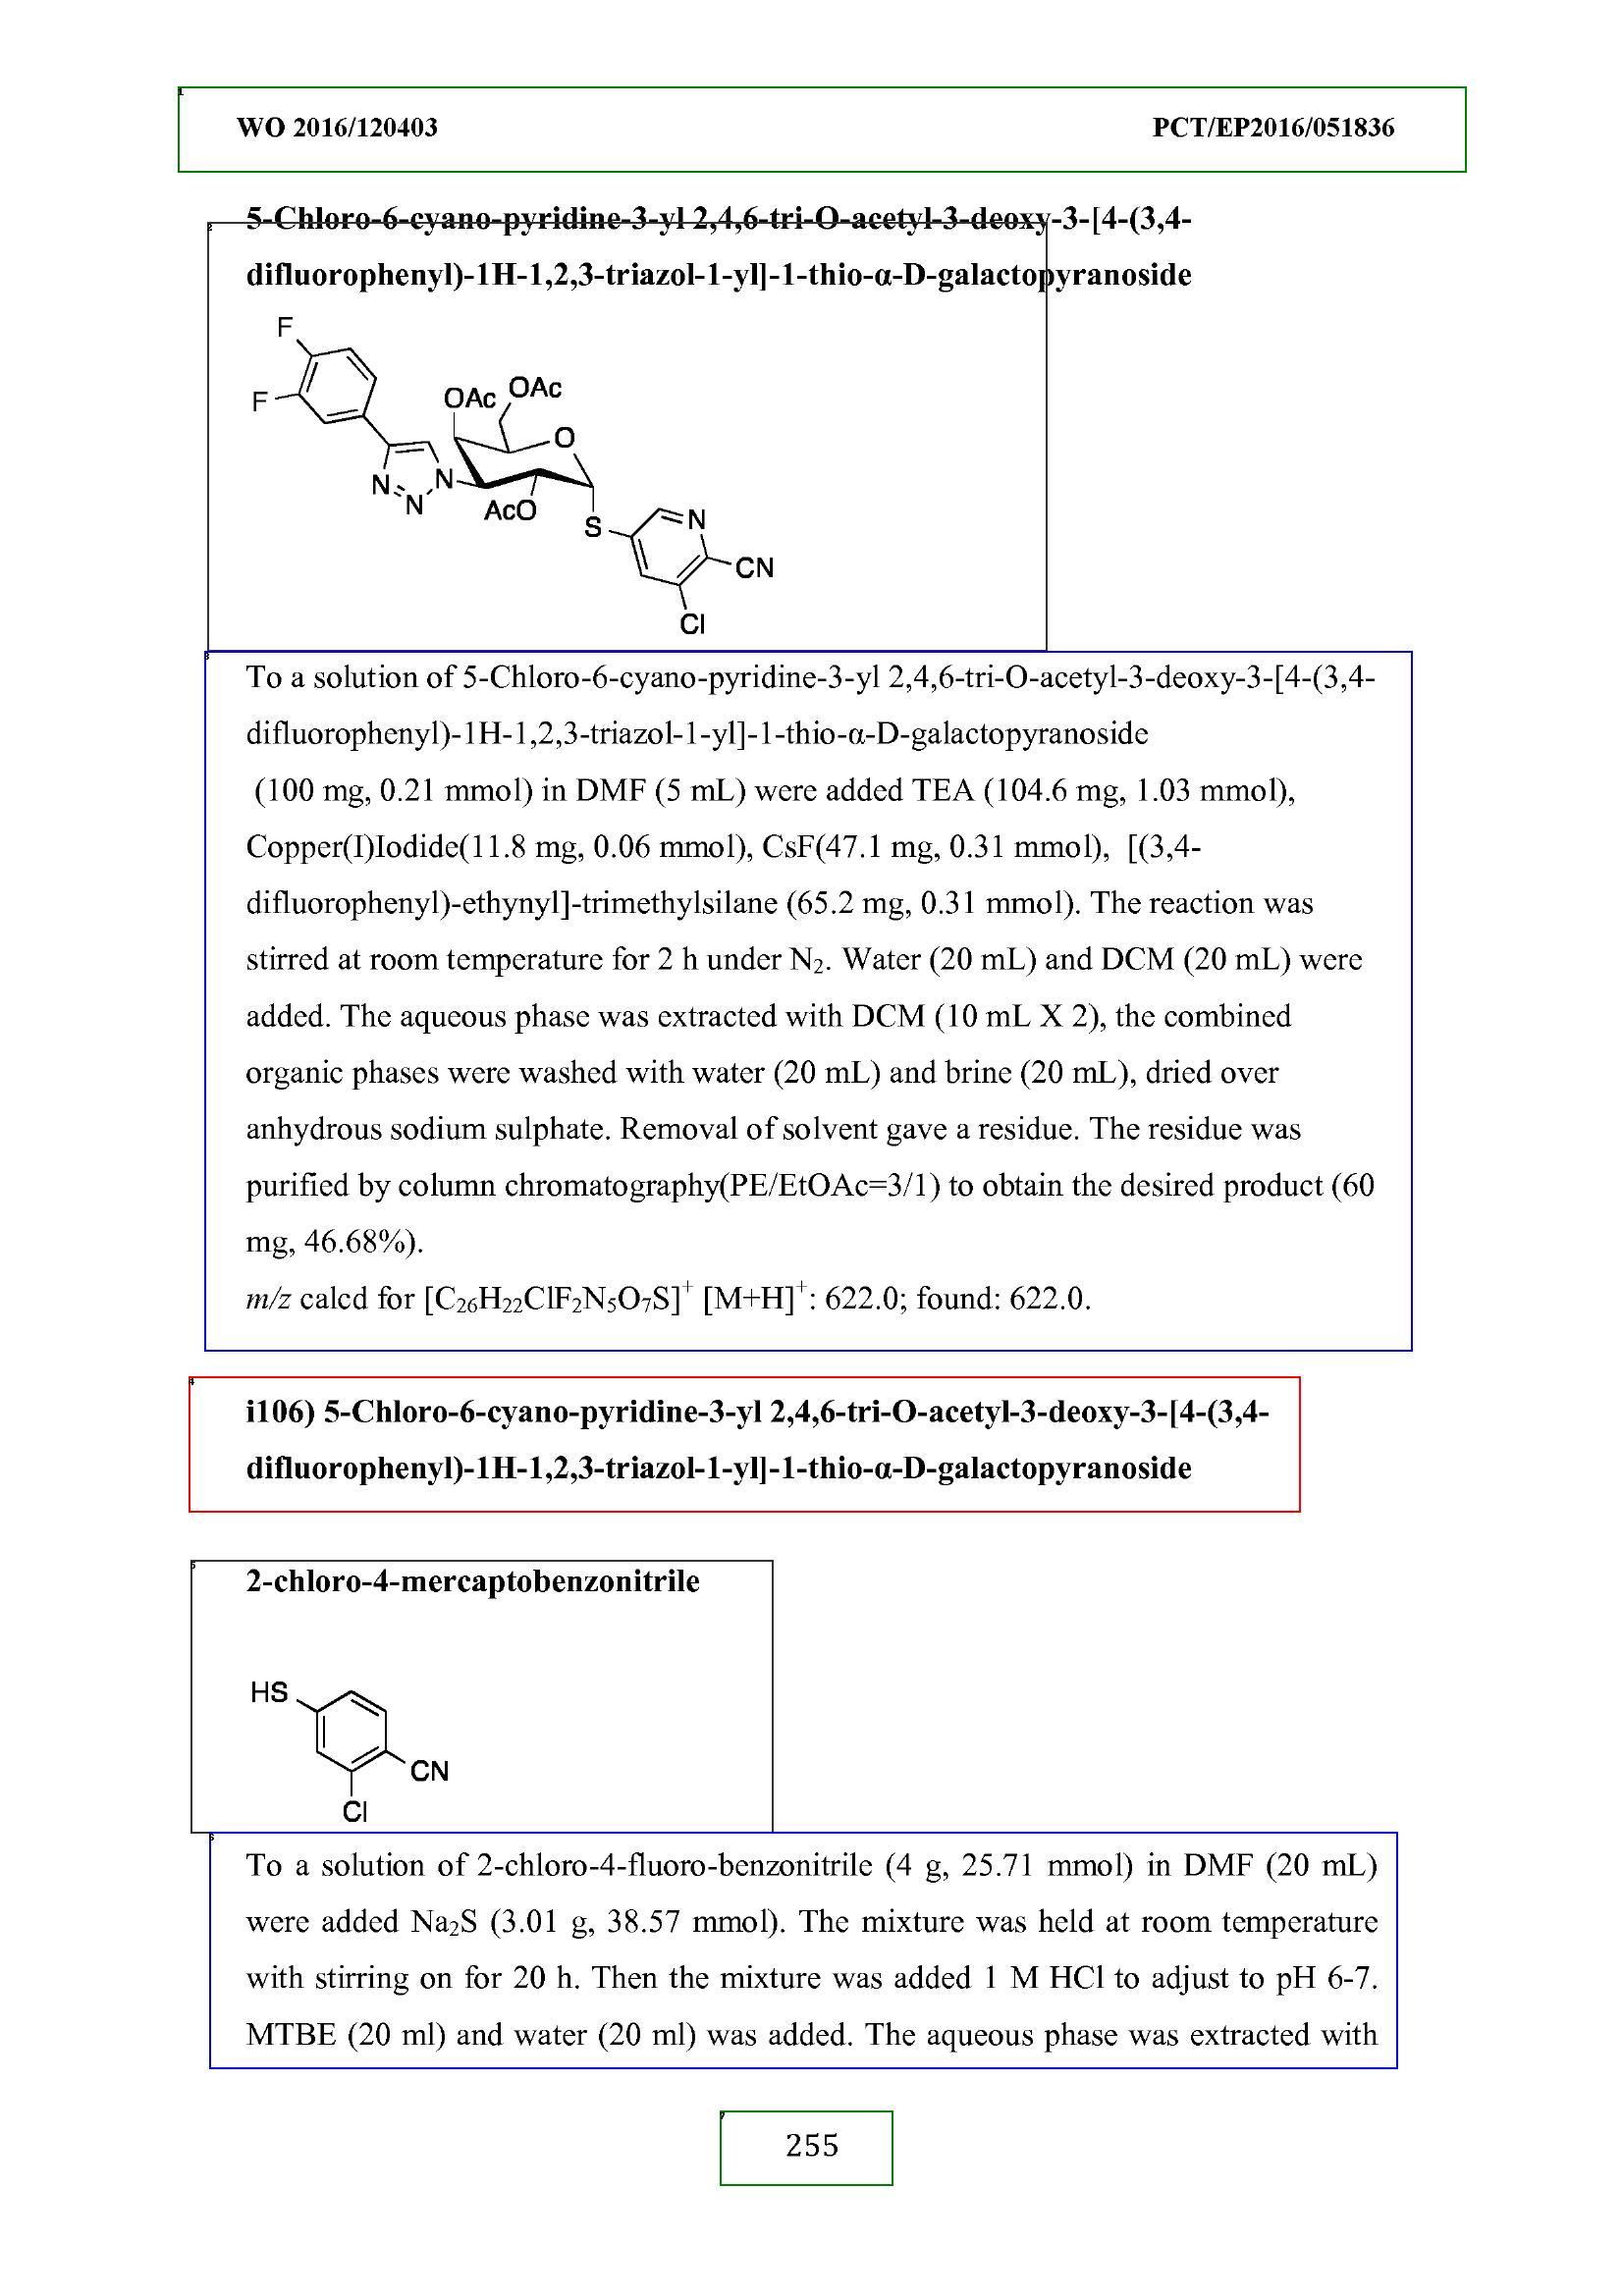 WO 2016/120403 PCT/EP2016/051836
5-Chloro-6-cyano-pyridine-3-yl 2,4,6-tri-O-acetyl-3-deoxy-3-[4-(3,4-
difluorophenyl)-1H-1,2,3-triazol-1-yl]-1-thio-α-D-galactopyranoside
F
F
OAc
OAc
O
N
N
N
AcO
S
N
CN
Cl
To a solution of 5-Chloro-6-cyano-pyridine-3-yl 2,4,6-tri-O-acetyl-3-deoxy-3-[4-(3,4-
difluorophenyl)-1H-1,2,3-triazol-1-yl]-1-thio-α-D-galactopyranoside
(100 mg, 0.21 mmol) in DMF (5 mL) were added TEA (104.6 mg, 1.03 mmol),
Copper(I)Iodide(11.8 mg, 0.06 mmol), CsF(47.1 mg, 0.31 mmol), [(3,4-
difluorophenyl)-ethynyl]-trimethylsilane (65.2 mg, 0.31 mmol). The reaction was
stirred at room temperature for 2 h under N₂. Water (20 mL) and DCM (20 mL) were
added. The aqueous phase was extracted with DCM (10 mL X 2), the combined
organic phases were washed with water (20 mL) and brine (20 mL), dried over
anhydrous sodium sulphate. Removal of solvent gave a residue. The residue was
purified by column chromatography(PE/EtOAc=3/1) to obtain the desired product (60
mg, 46.68%).
m/z calcd for [C₂₆H₂₂ClF₂N₅O₇S]⁺ [M+H]⁺: 622.0; found: 622.0.
i106) 5-Chloro-6-cyano-pyridine-3-yl 2,4,6-tri-O-acetyl-3-deoxy-3-[4-(3,4-
difluorophenyl)-1H-1,2,3-triazol-1-yl]-1-thio-α-D-galactopyranoside
2-chloro-4-mercaptobenzonitrile
HS
CN
Cl
To a solution of 2-chloro-4-fluoro-benzonitrile (4 g, 25.71 mmol) in DMF (20 mL)
were added Na₂S (3.01 g, 38.57 mmol). The mixture was held at room temperature
with stirring on for 20 h. Then the mixture was added 1 M HCl to adjust to pH 6-7.
MTBE (20 ml) and water (20 ml) was added. The aqueous phase was extracted with
255